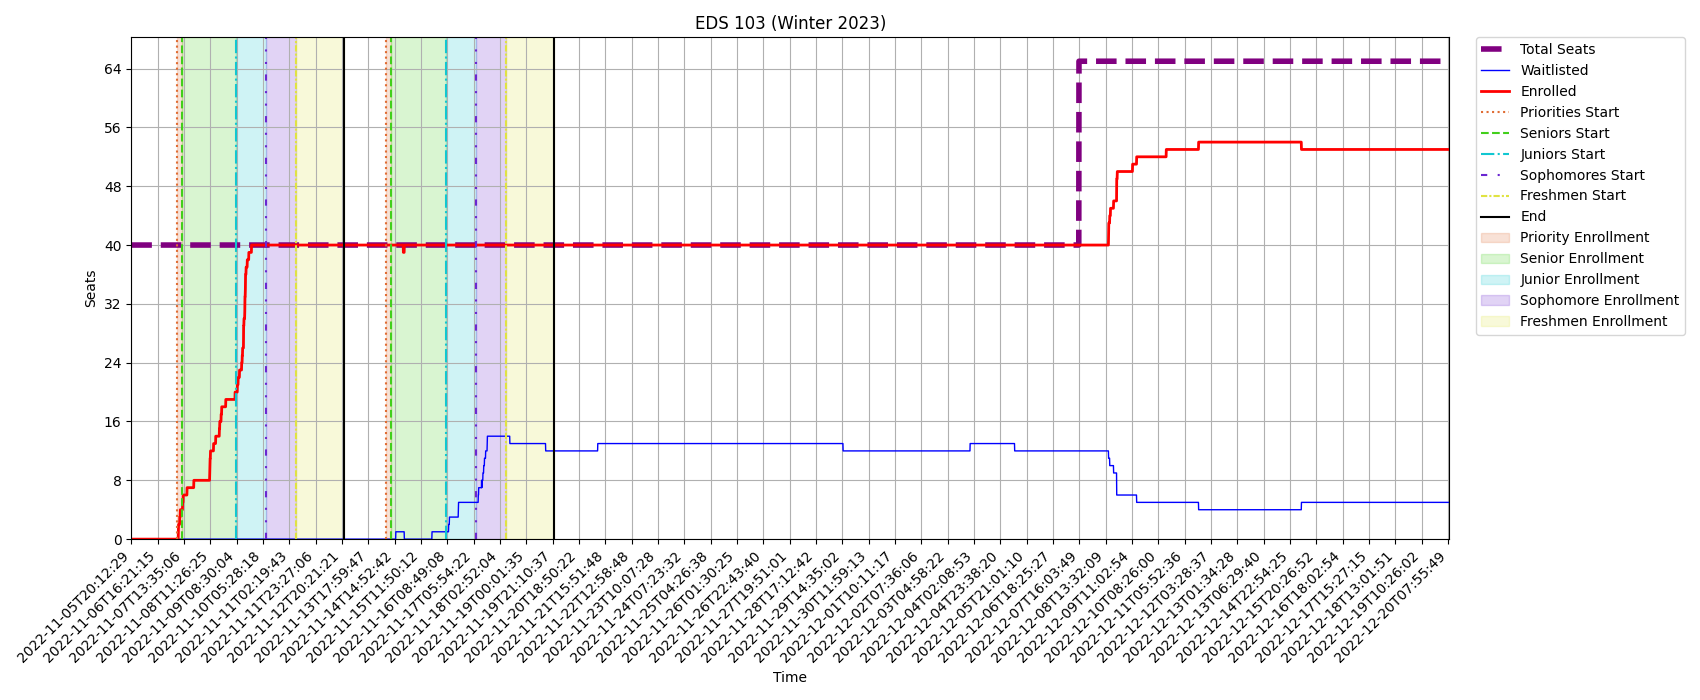 EDS 103 (Winter 2023)
Seats
64
56
48
40
32
24
16
8
0
2022-11-05T20:12:29
2022-11-06T16:21:15
2022-11-07T13:35:06
2022-11-08T11:26:25
2022-11-09T08:30:04
2022-11-10T05:28:18
2022-11-11T02:19:43
2022-11-11T23:27:06
2022-11-12T20:21:21
2022-11-13T17:59:47
2022-11-14T14:52:42
2022-11-15T11:50:12
2022-11-16T08:49:08
2022-11-17T05:54:22
2022-11-18T02:52:04
2022-11-19T00:01:35
2022-11-19T21:10:37
2022-11-20T18:50:22
2022-11-21T15:51:48
2022-11-22T12:58:48
2022-11-23T10:07:28
2022-11-24T07:23:32
2022-11-25T04:26:38
2022-11-26T01:30:25
2022-11-26T22:43:40
2022-11-27T19:51:01
2022-11-28T17:12:42
2022-11-29T14:35:02
2022-11-30T11:59:13
2022-12-01T10:11:17
2022-12-02T07:36:06
2022-12-03T04:58:22
2022-12-04T02:08:53
2022-12-04T23:38:20
2022-12-05T21:01:10
2022-12-06T18:25:27
2022-12-07T16:03:49
2022-12-08T13:32:09
2022-12-09T11:02:54
2022-12-10T08:26:00
2022-12-11T05:52:36
2022-12-12T03:28:37
2022-12-13T01:34:28
2022-12-13T06:29:40
2022-12-14T22:54:25
2022-12-15T20:26:52
2022-12-16T18:02:54
2022-12-17T15:27:15
2022-12-18T13:01:51
2022-12-19T10:26:02
2022-12-20T07:55:49
Time
Total Seats
Waitlisted
Enrolled
Priorities Start
Seniors Start
Juniors Start
Sophomores Start
Freshmen Start
End
Priority Enrollment
Senior Enrollment
Junior Enrollment
Sophomore Enrollment
Freshmen Enrollment